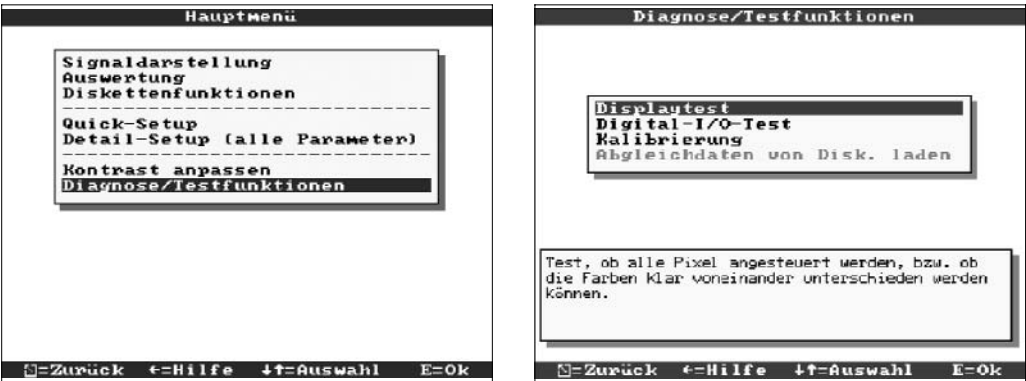 Hauptmenü
Signaldarstellung
Auswertung
Diskettenfunktionen
Quick-Setup
Detail-Setup (alle Parameter)
Kontrast anpassen
Diagnose/Testfunktionen
=Zurück ←=Hilfe ↓↑=Auswahl E=Ok
Diagnose/Testfunktionen
Displaytest
Digital-I/O-Test
Kalibrierung
Abgleichdaten von Disk. laden
Test, ob alle Pixel angesteuert werden, bzw. ob
die Farben klar voneinander unterschieden werden
können.
=Zurück ←=Hilfe ↓↑=Auswahl E=Ok